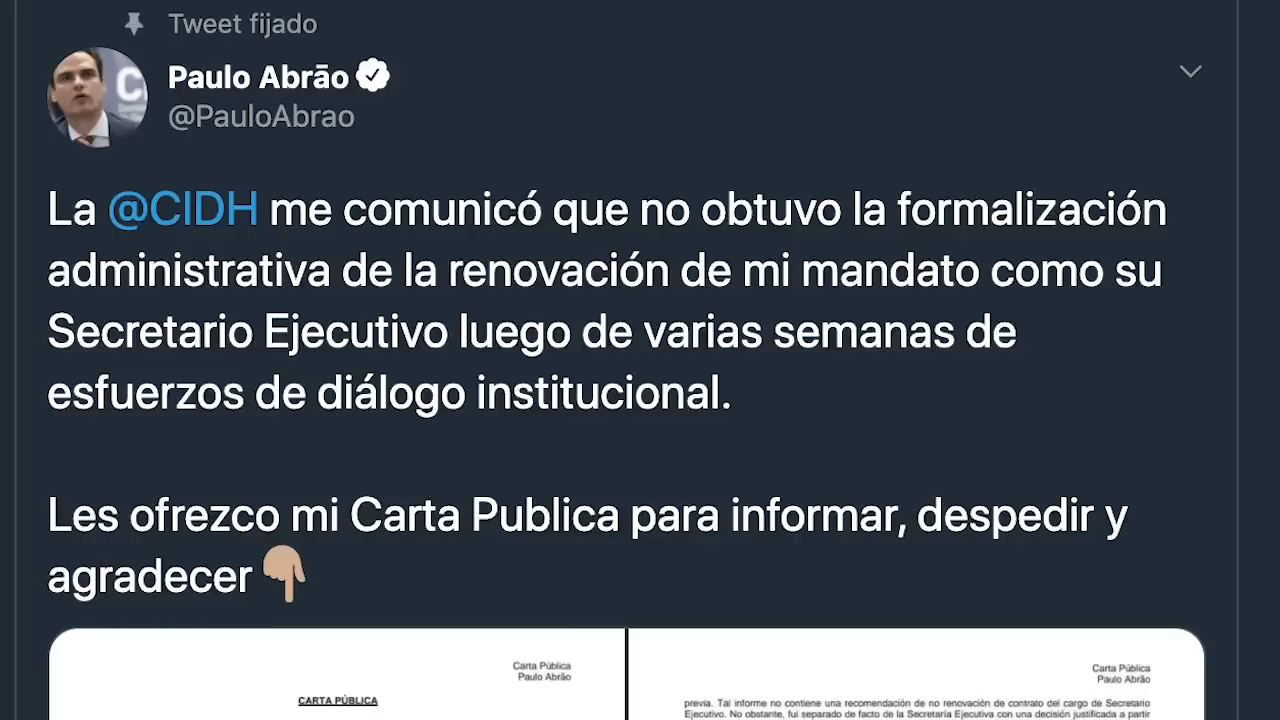 Tweet fijado
Paulo Abrão
@PauloAbrao
La @CIDH me comunicó que no obtuvo la formalización
administrativa de la renovación de mi mandato como su
Secretario Ejecutivo luego de varias semanas de
esfuerzos de diálogo institucional.
Les ofrezco mi Carta Publica para informar, despedir y
agradecer
Carta Pública
Paulo Abrão
CARTA PÚBLICA
Carta Pública
Paulo Abrão
previa. Tal informe no contiene una recomendación de no renovación de contrato del cargo de Secretario
Ejecutivo. No obstante, fui separado de facto de la Secretaría Ejecutiva con una decisión justificada a partir